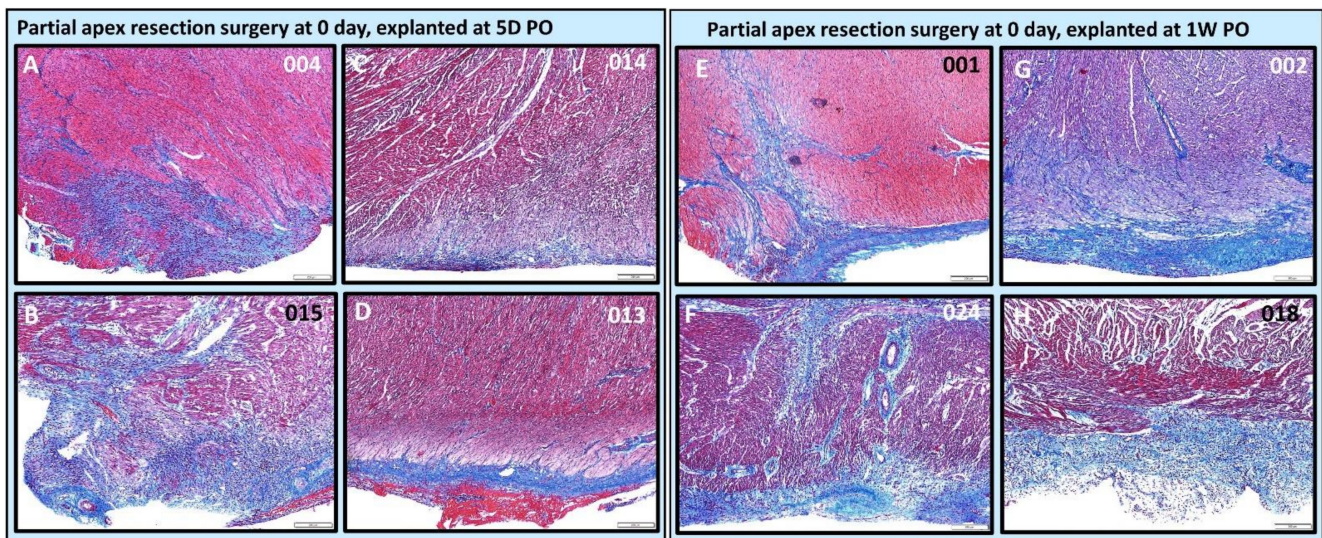 Partial apex resection surgery at 0 day, explanted at 5D PO
A
004
C
014
B
015
D
013
Partial apex resection surgery at 0 day, explanted at 1W PO
E
001
G
002
F
024
H
018